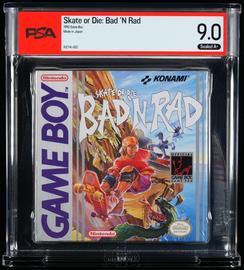 PSA
Skate or Die: Bad 'N Rad
Made in Japan
9.0
Sealed A+
GAME BOY
KONAMI
SKATE OR DIE
BAD'N RAD
GAME BOY
Nintendo
Nintendo